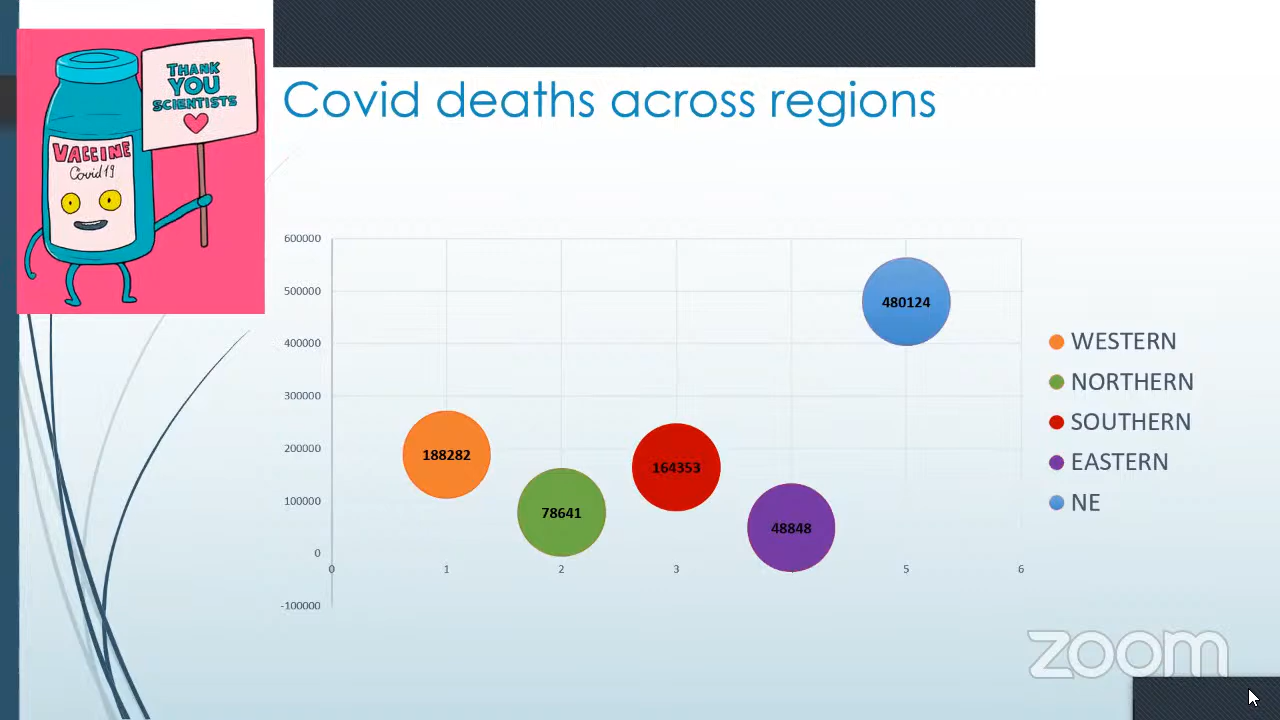 THANK
YOU
SCIENTISTS
VACCINE
Covid19
Covid deaths across regions
600000
500000
400000
300000
200000
100000
0
-100000
0
1
2
3
5
6
188282
78641
164353
48848
480124
WESTERN
NORTHERN
SOUTHERN
EASTERN
NE
zoom